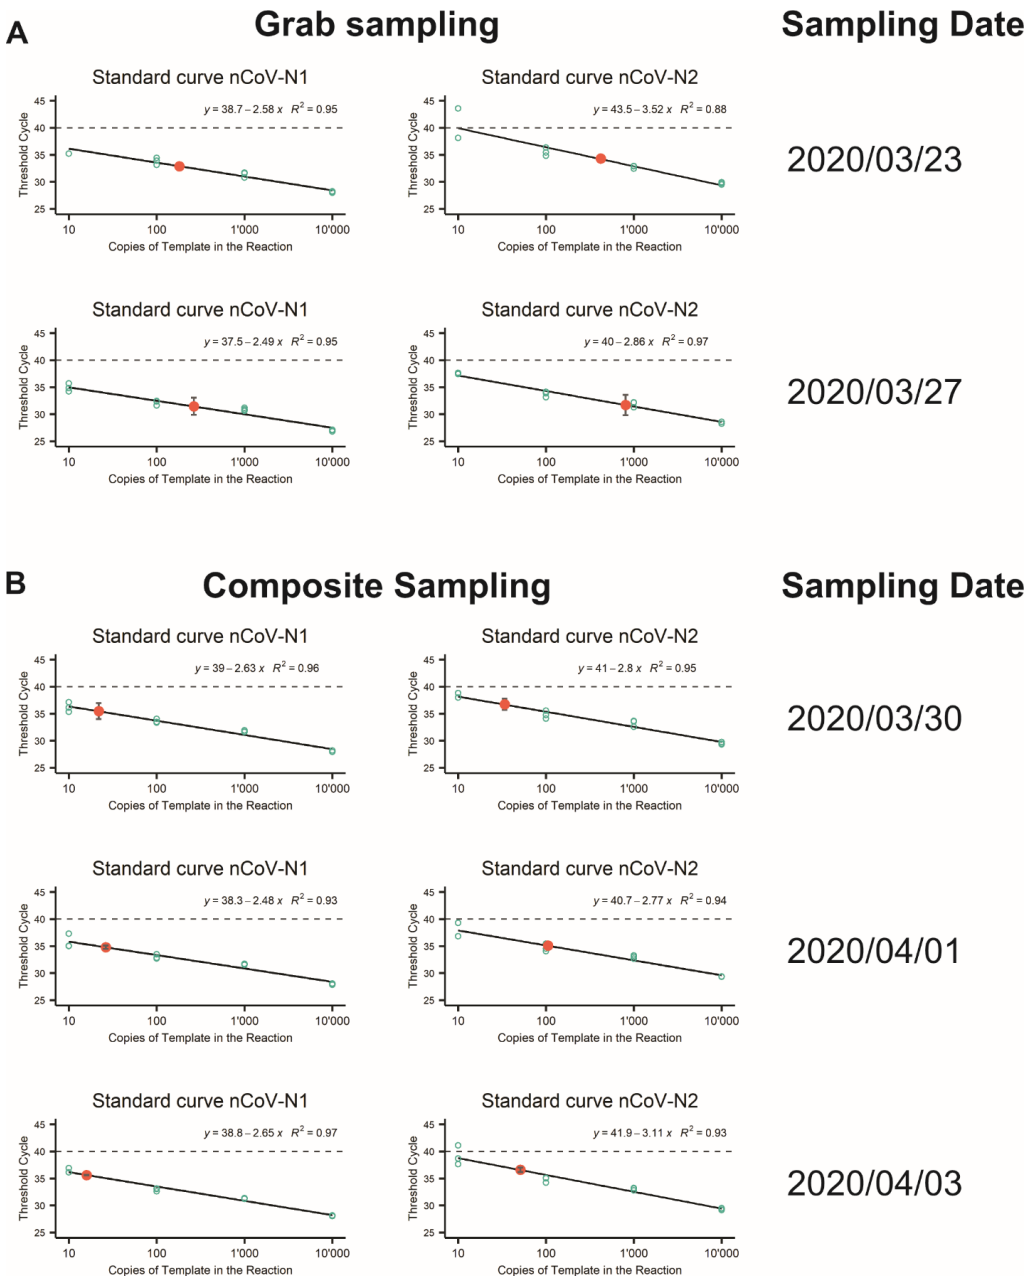 A
Grab sampling
Sampling Date
Standard curve nCoV-N1
y = 38.7 – 2.58 x R² = 0.95
Threshold Cycle
45
40
35
30
25
10
100
1'000
10'000
Copies of Template in the Reaction
Standard curve nCoV-N2
y = 43.5 – 3.52 x R² = 0.88
Threshold Cycle
45
40
35
30
25
10
100
1'000
10'000
Copies of Template in the Reaction
2020/03/23
Standard curve nCoV-N1
y = 37.5 – 2.49 x R² = 0.95
Threshold Cycle
45
40
35
30
25
10
100
1'000
10'000
Copies of Template in the Reaction
Standard curve nCoV-N2
y = 40 – 2.86 x R² = 0.97
Threshold Cycle
45
40
35
30
25
10
100
1'000
10'000
Copies of Template in the Reaction
2020/03/27
B
Composite Sampling
Sampling Date
Standard curve nCoV-N1
y = 39 – 2.63 x R² = 0.96
Threshold Cycle
45
40
35
30
25
10
100
1'000
10'000
Copies of Template in the Reaction
Standard curve nCoV-N2
y = 41 – 2.8 x R² = 0.95
Threshold Cycle
45
40
35
30
25
10
100
1'000
10'000
Copies of Template in the Reaction
2020/03/30
Standard curve nCoV-N1
y = 38.3 – 2.48 x R² = 0.93
Threshold Cycle
45
40
35
30
25
10
100
1'000
10'000
Copies of Template in the Reaction
Standard curve nCoV-N2
y = 40.7 – 2.77 x R² = 0.94
Threshold Cycle
45
40
35
30
25
10
100
1'000
10'000
Copies of Template in the Reaction
2020/04/01
Standard curve nCoV-N1
y = 38.8 – 2.65 x R² = 0.97
Threshold Cycle
45
40
35
30
25
10
100
1'000
10'000
Copies of Template in the Reaction
Standard curve nCoV-N2
y = 41.9 – 3.11 x R² = 0.93
Threshold Cycle
45
40
35
30
25
10
100
1'000
10'000
Copies of Template in the Reaction
2020/04/03